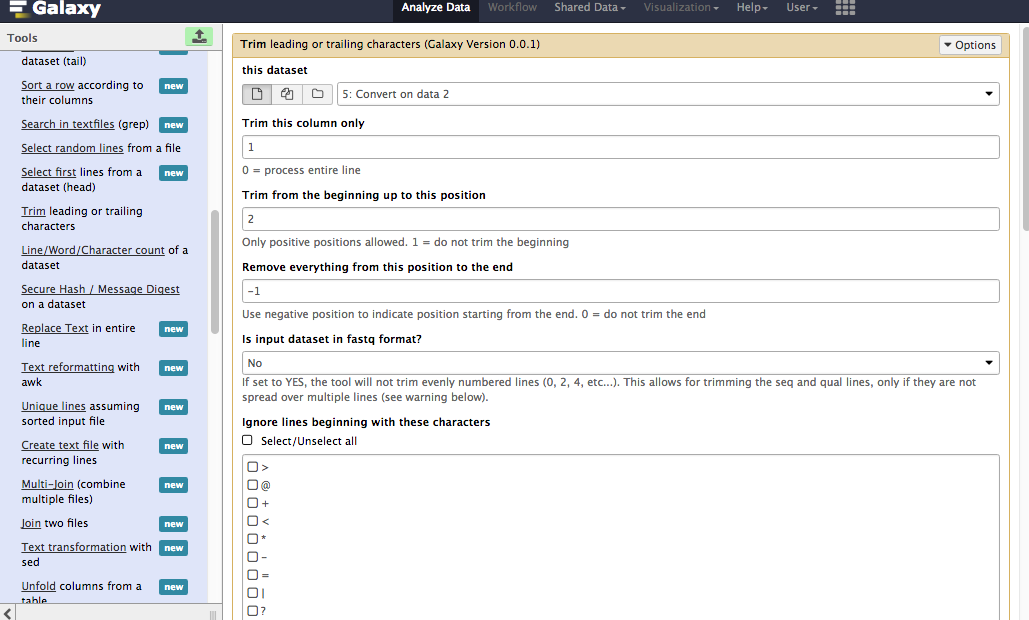 Galaxy
Analyze Data Workflow Shared Data Visualization Help User
Tools
dataset (tail)
Sort a row according to new
their columns
Search in textfiles (grep) new
Select random lines from a file
Select first lines from a new
dataset (head)
Trim leading or trailing
characters
Line/Word/Character count of a
dataset
Secure Hash / Message Digest
on a dataset
Replace Text in entire new
line
Text reformatting with new
awk
Unique lines assuming new
sorted input file
Create text file with new
recurring lines
Multi-Join (combine new
multiple files)
Join two files new
Text transformation with new
sed
Unfold columns from a new
table
Trim leading or trailing characters (Galaxy Version 0.0.1)
Options
this dataset
5: Convert on data 2
Trim this column only
1
0 = process entire line
Trim from the beginning up to this position
2
Only positive positions allowed. 1 = do not trim the beginning
Remove everything from this position to the end
-1
Use negative position to indicate position starting from the end. 0 = do not trim the end
Is input dataset in fastq format?
No
If set to YES, the tool will not trim evenly numbered lines (0, 2, 4, etc...). This allows for trimming the seq and qual lines, only if they are not
spread over multiple lines (see warning below).
Ignore lines beginning with these characters
Select/Unselect all
>
@
+
<
*
-
=
|
?